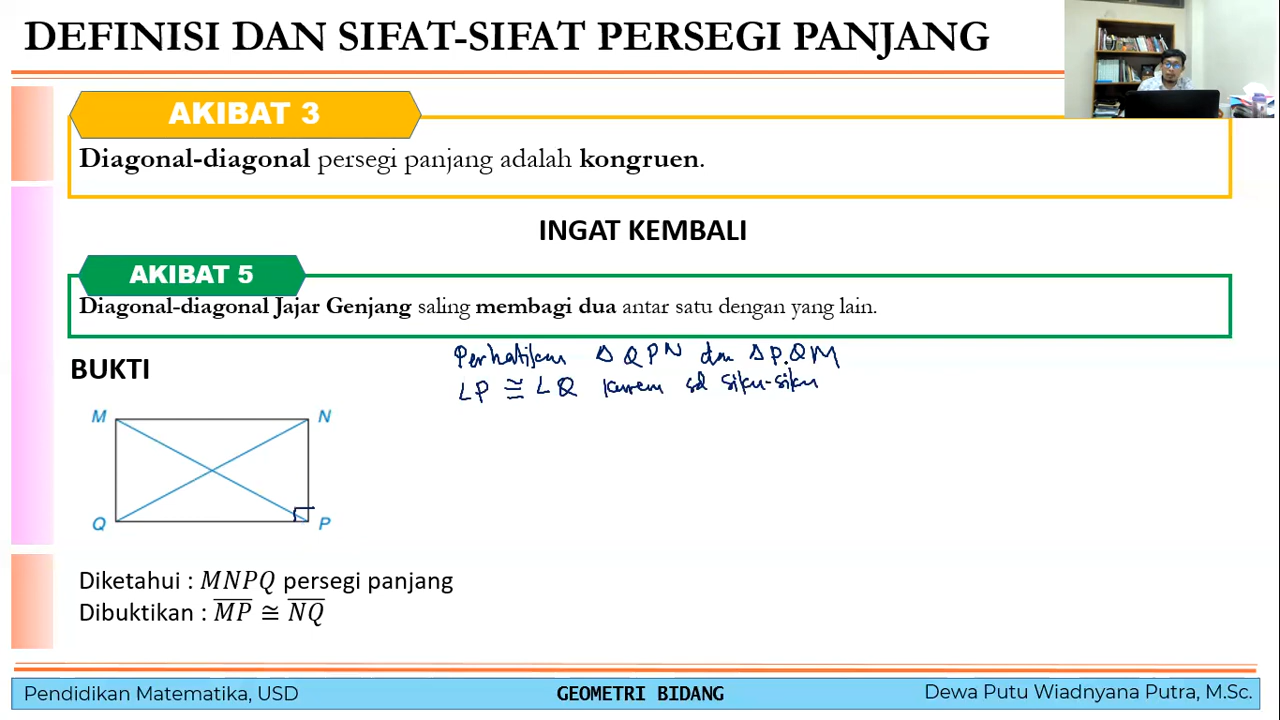 DEFINISI DAN SIFAT-SIFAT PERSEGI PANJANG
AKIBAT 3
Diagonal-diagonal persegi panjang adalah kongruen.
INGAT KEMBALI
AKIBAT 5
Diagonal-diagonal Jajar Genjang saling membagi dua antar satu dengan yang lain.
BUKTI
Perhatikan Δ QPN dan Δ PQM
∠P ≅ ∠Q karena sd siku-siku
M
N
Q
P
Diketahui : MNPQ persegi panjang
Dibuktikan : M̅P̅ ≅ N̅Q̅
Pendidikan Matematika, USD
GEOMETRI BIDANG
Dewa Putu Wiadnyana Putra, M.Sc.